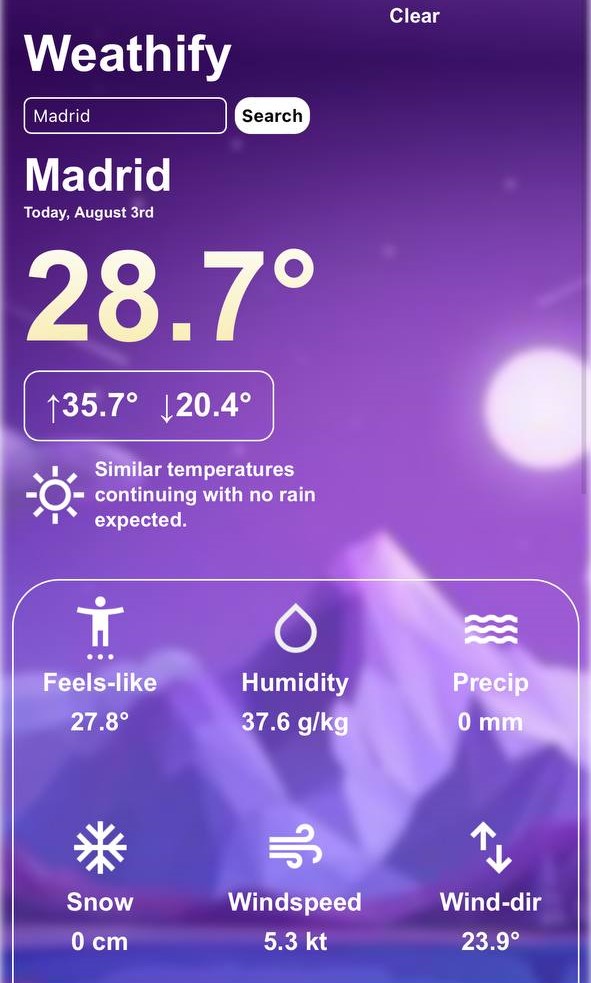 Clear
Weathify
Madrid
Search
Madrid
Today, August 3rd
28.7°
↑35.7° ↓20.4°
Similar temperatures
continuing with no rain
expected.
Feels-like
27.8°
Humidity
37.6 g/kg
Precip
0 mm
Snow
0 cm
Windspeed
5.3 kt
Wind-dir
23.9°